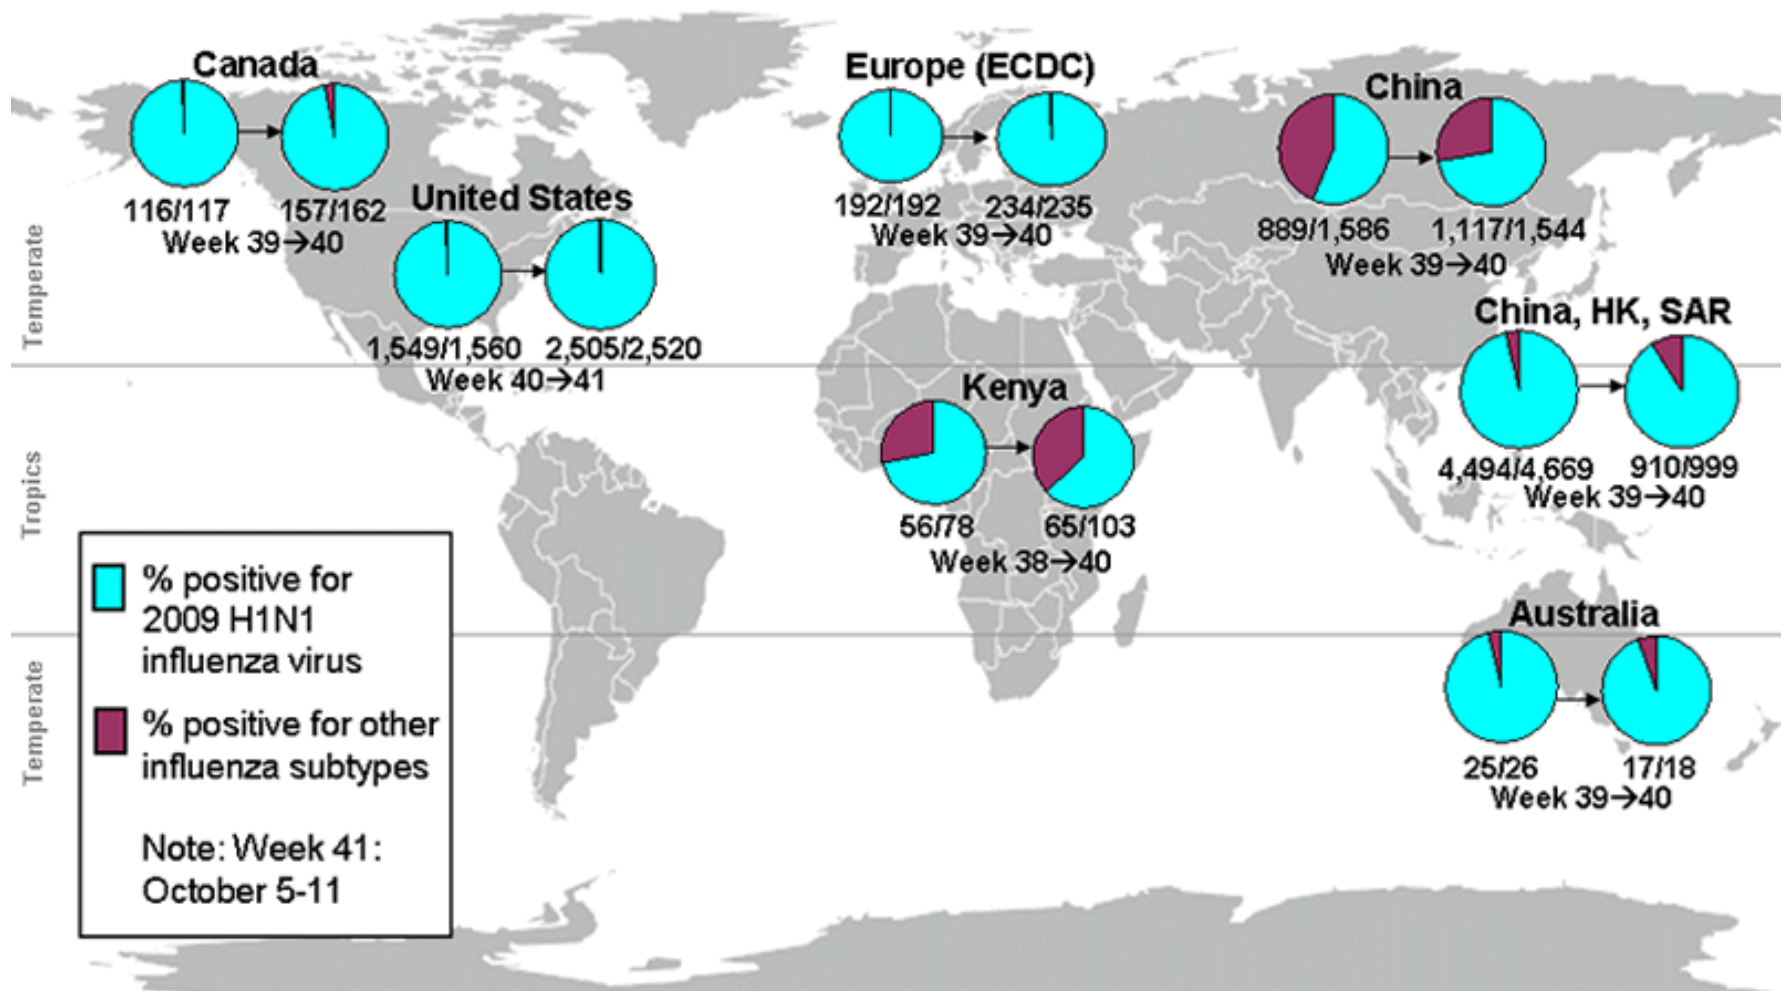 Canada
116/117 157/162
Week 39→40
United States
1,549/1,560 2,505/2,520
Week 40→41
Europe (ECDC)
192/192 234/235
Week 39→40
China
889/1,586 1,117/1,544
Week 39→40
China, HK, SAR
4,494/4,669 910/999
Week 39→40
Kenya
56/78 65/103
Week 38→40
Australia
25/26 17/18
Week 39→40
Temperate
Tropics
Temperate
% positive for
2009 H1N1
influenza virus
% positive for other
influenza subtypes
Note: Week 41:
October 5-11